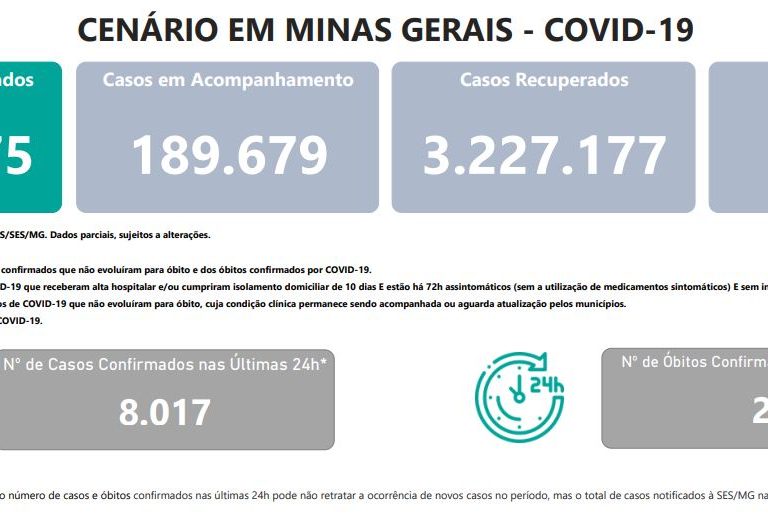 CENÁRIO EM MINAS GERAIS - COVID-19
Casos em Acompanhamento
Casos Recuperados
75
189.679
3.227.177
S/SES/MG. Dados parciais, sujeitos a alterações.
confirmados que não evoluíram para óbito e dos óbitos confirmados por COVID-19.
D-19 que receberam alta hospitalar e/ou cumpriram isolamento domiciliar de 10 dias E estão há 72h assintomáticos (sem a utilização de medicamentos sintomáticos) E sem in
os de COVID-19 que não evoluíram para óbito, cuja condição clínica permanece sendo acompanhada ou aguarda atualização pelos municípios.
COVID-19.
Nº de Casos Confirmados nas Últimas 24h*
Nº de Óbitos Confirma
24h
8.017
2
o número de casos e óbitos confirmados nas últimas 24h pode não retratar a ocorrência de novos casos no período, mas o total de casos notificados à SES/MG na